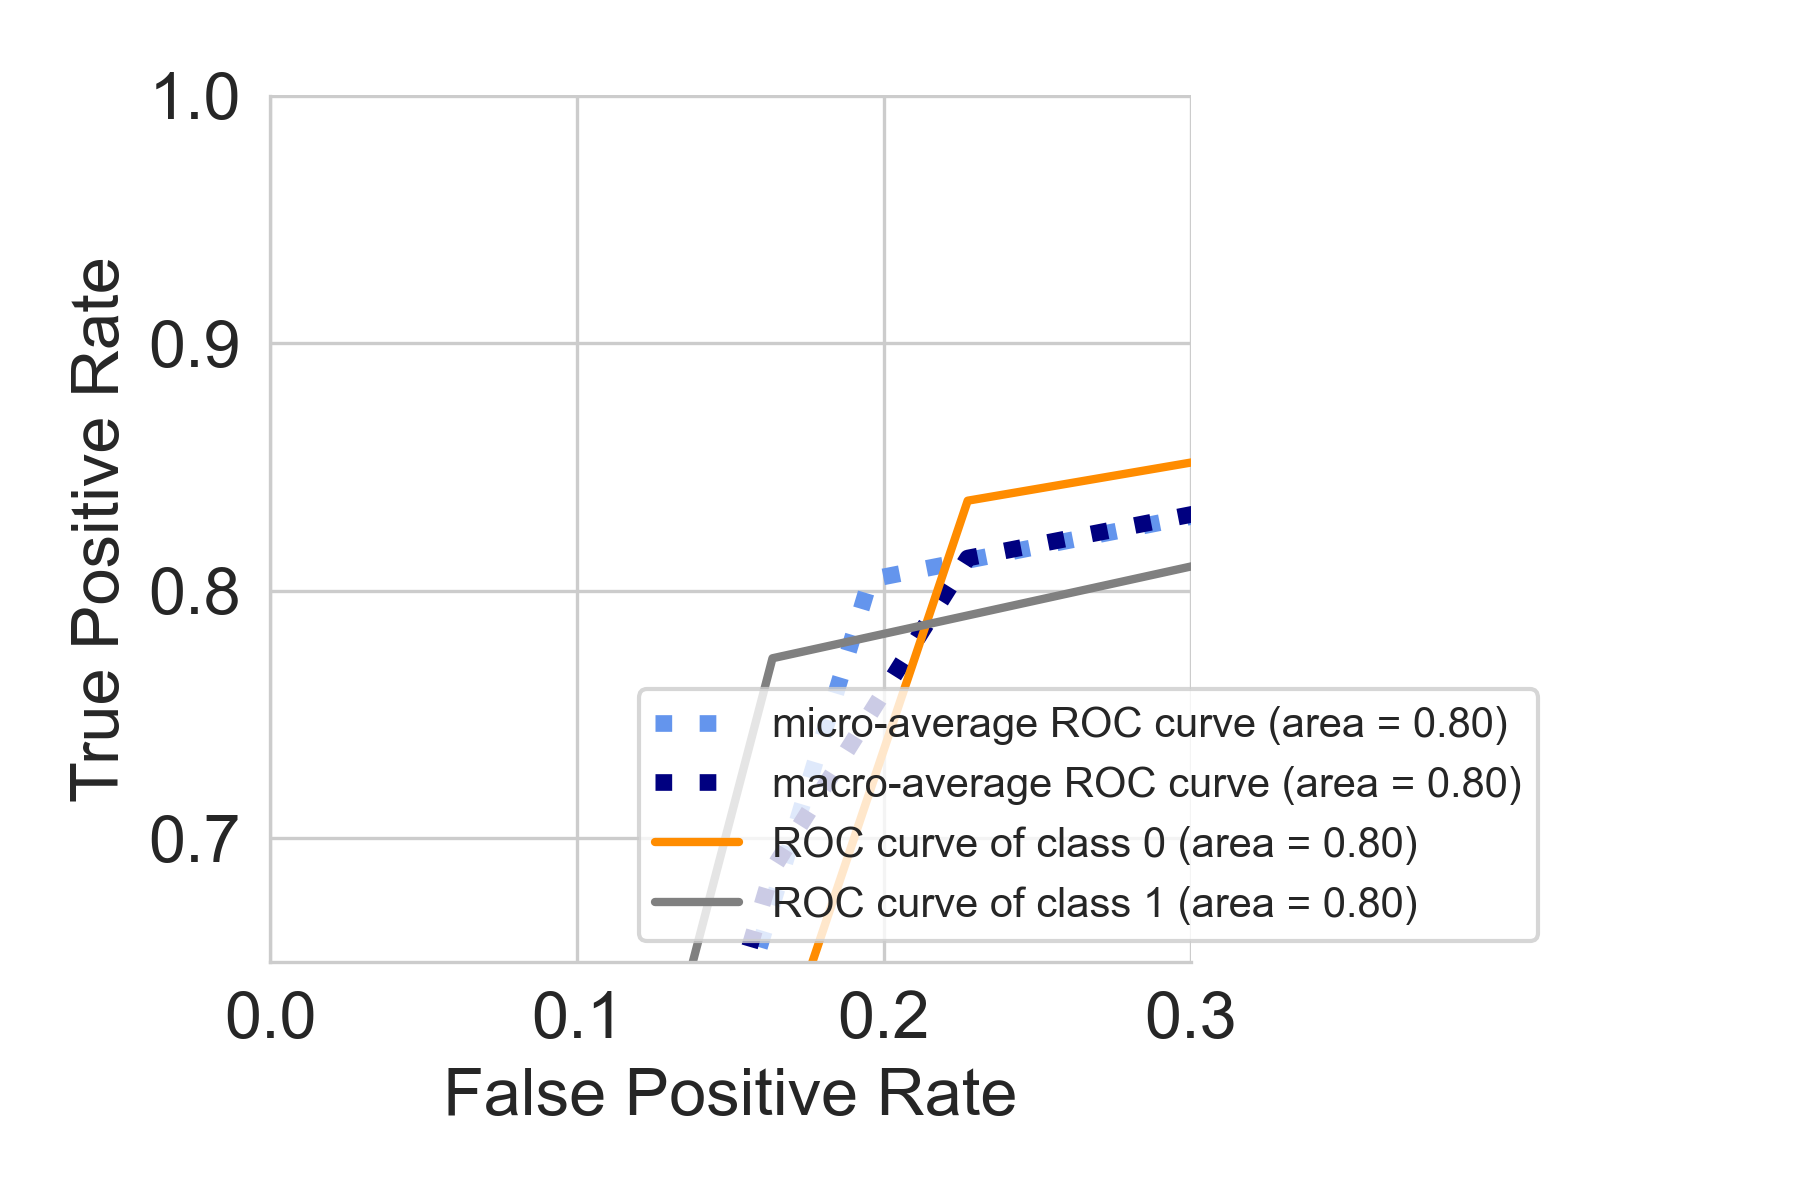 1.0
0.9
0.8
0.7
True Positive Rate
micro-average ROC curve (area = 0.80)
macro-average ROC curve (area = 0.80)
ROC curve of class 0 (area = 0.80)
ROC curve of class 1 (area = 0.80)
0.0 0.1 0.2 0.3
False Positive Rate